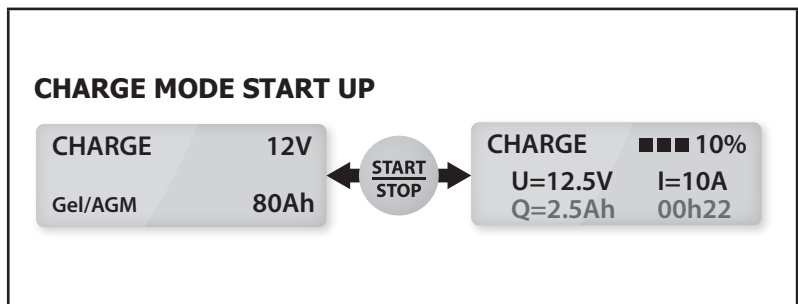 CHARGE MODE START UP
CHARGE 12V
Gel/AGM 80Ah
START
STOP
CHARGE ■■■ 10%
U=12.5V I=10A
Q=2.5Ah 00h22